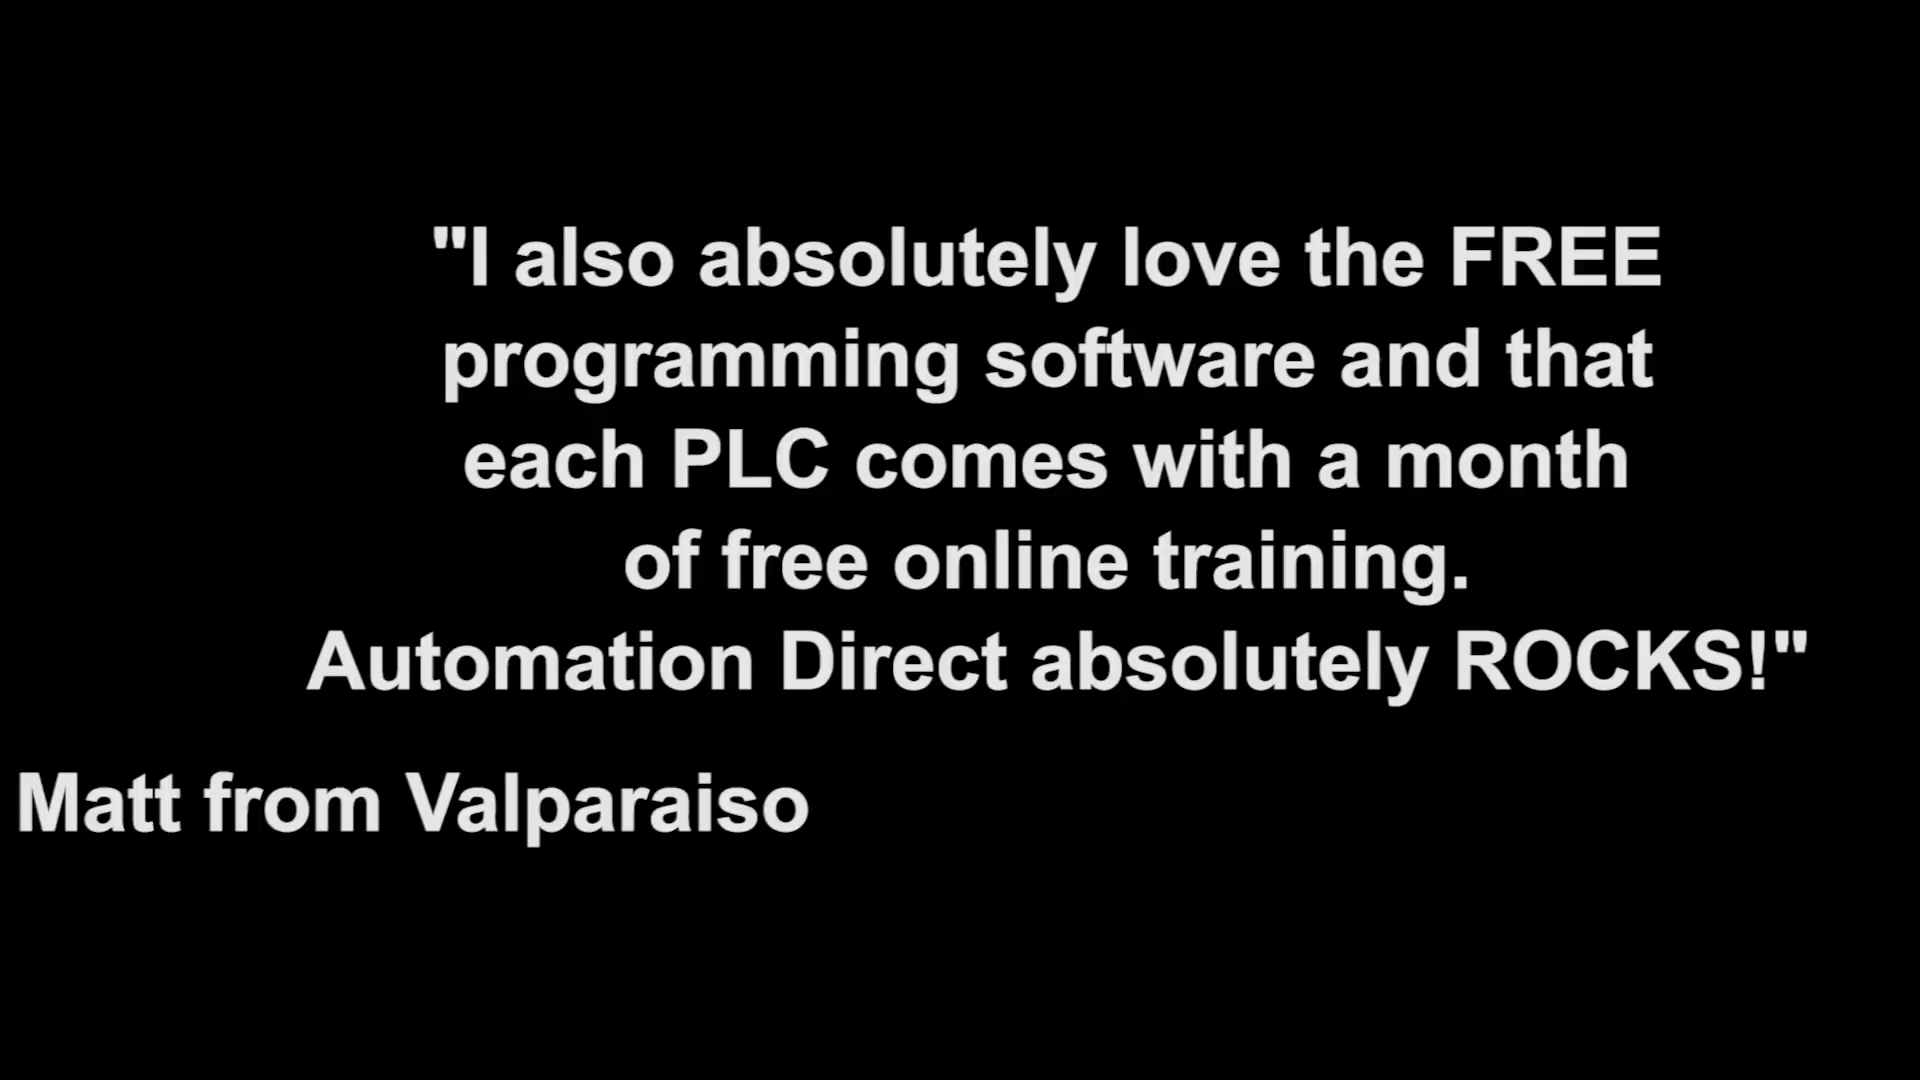 "I also absolutely love the FREE
programming software and that
each PLC comes with a month
of free online training.
Automation Direct absolutely ROCKS!"
Matt from Valparaiso